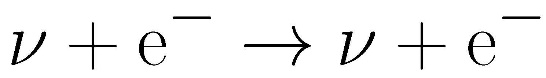 ν + e⁻ → ν + e⁻